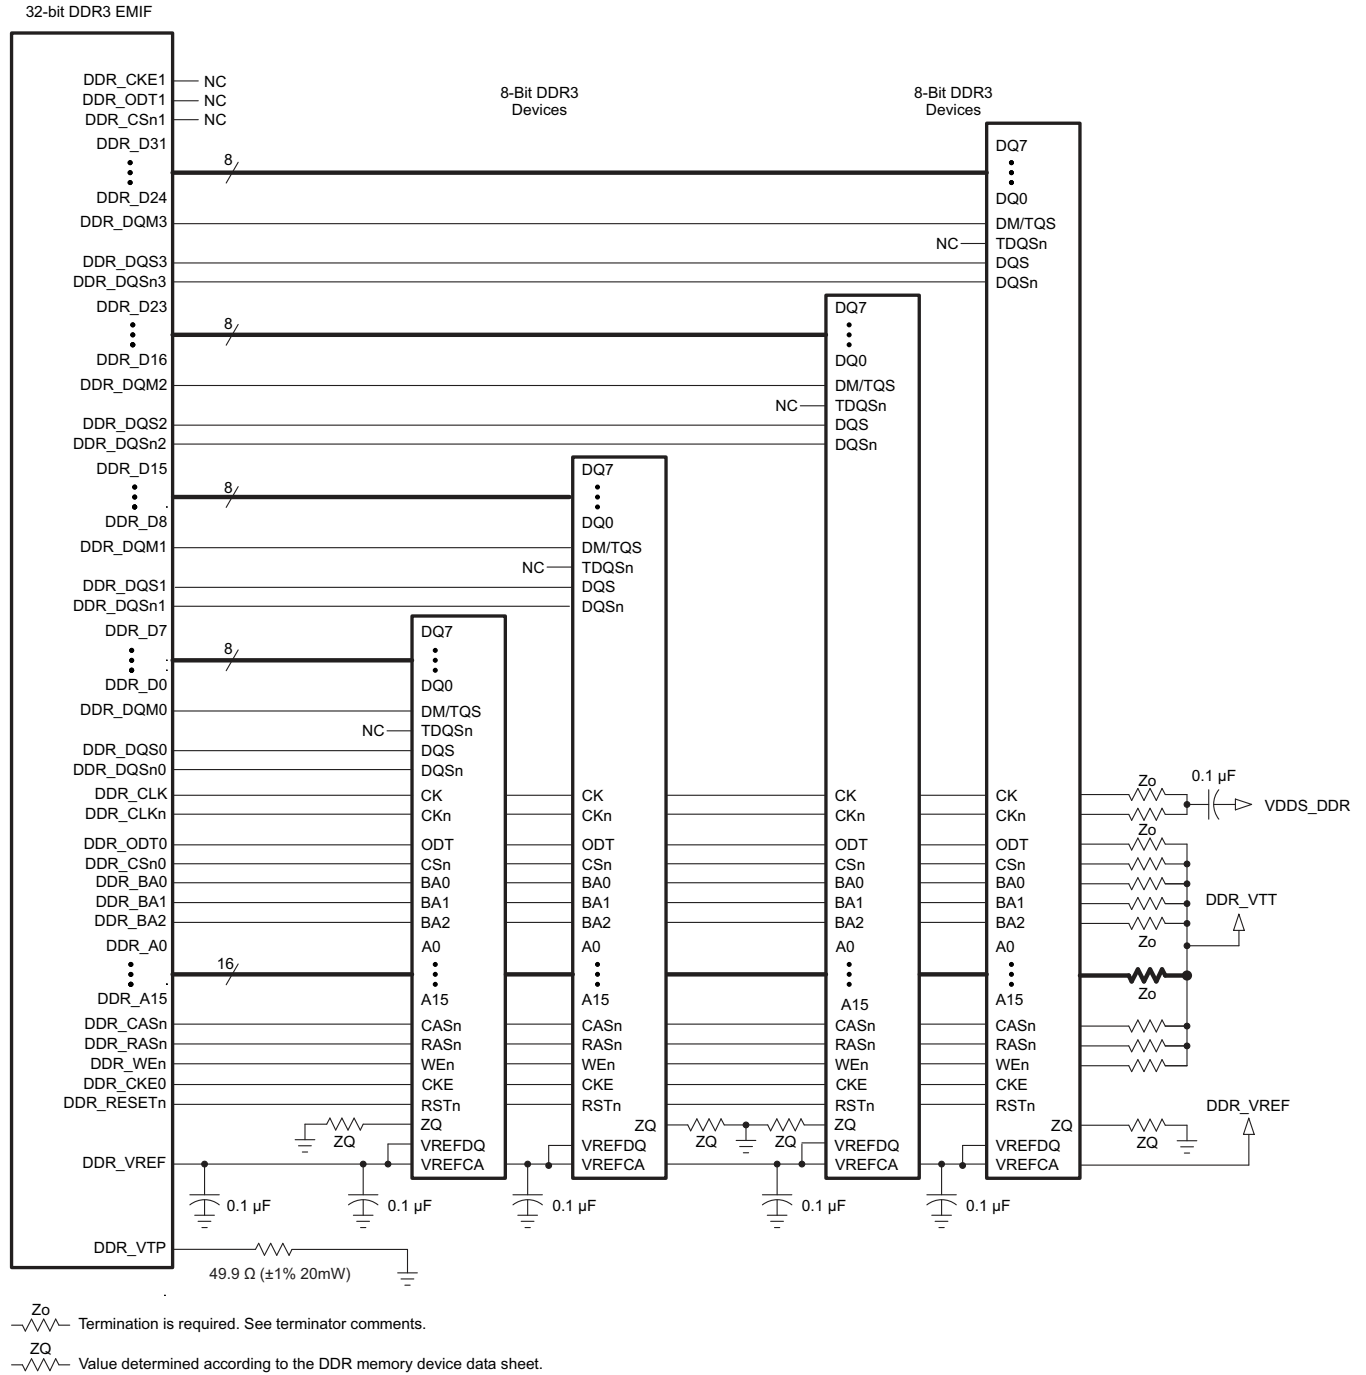 32-bit DDR3 EMIF
8-Bit DDR3
Devices
8-Bit DDR3
Devices
DDR_CKE1
NC
DDR_ODT1
NC
DDR_CSn1
NC
DDR_D31
8
DDR_D24
DDR_DQM3
DDR_DQS3
DDR_DQSn3
DQ7
DQ0
DM/TQS
NC
TDQSn
DQS
DQSn
DDR_D23
8
DDR_D16
DDR_DQM2
DDR_DQS2
DDR_DQSn2
DQ7
DQ0
DM/TQS
NC
TDQSn
DQS
DQSn
DDR_D15
8
DDR_D8
DDR_DQM1
DDR_DQS1
DDR_DQSn1
DQ7
DQ0
DM/TQS
NC
TDQSn
DQS
DQSn
DDR_D7
8
DDR_D0
DDR_DQM0
DDR_DQS0
DDR_DQSn0
DQ7
DQ0
DM/TQS
NC
TDQSn
DQS
DQSn
DDR_CLK
DDR_CLKn
DDR_ODT0
DDR_CSn0
DDR_BA0
DDR_BA1
DDR_BA2
DDR_A0
16
DDR_A15
DDR_CASn
DDR_RASn
DDR_WEn
DDR_CKE0
DDR_RESETn
DDR_VREF
DDR_VTP
CK
CKn
ODT
CSn
BA0
BA1
BA2
A0
A15
CASn
RASn
WEn
CKE
RSTn
ZQ
VREFDQ
VREFCA
CK
CKn
ODT
CSn
BA0
BA1
BA2
A0
A15
CASn
RASn
WEn
CKE
RSTn
ZQ
VREFDQ
VREFCA
CK
CKn
ODT
CSn
BA0
BA1
BA2
A0
A15
CASn
RASn
WEn
CKE
RSTn
ZQ
VREFDQ
VREFCA
CK
CKn
ODT
CSn
BA0
BA1
BA2
A0
A15
CASn
RASn
WEn
CKE
RSTn
ZQ
VREFDQ
VREFCA
Zo
0.1 µF
VDDS_DDR
Zo
DDR_VTT
Zo
Zo
DDR_VREF
ZQ
ZQ
ZQ
ZQ
0.1 µF
0.1 µF
0.1 µF
0.1 µF
0.1 µF
49.9 Ω (±1% 20mW)
Zo
Termination is required. See terminator comments.
ZQ
Value determined according to the DDR memory device data sheet.